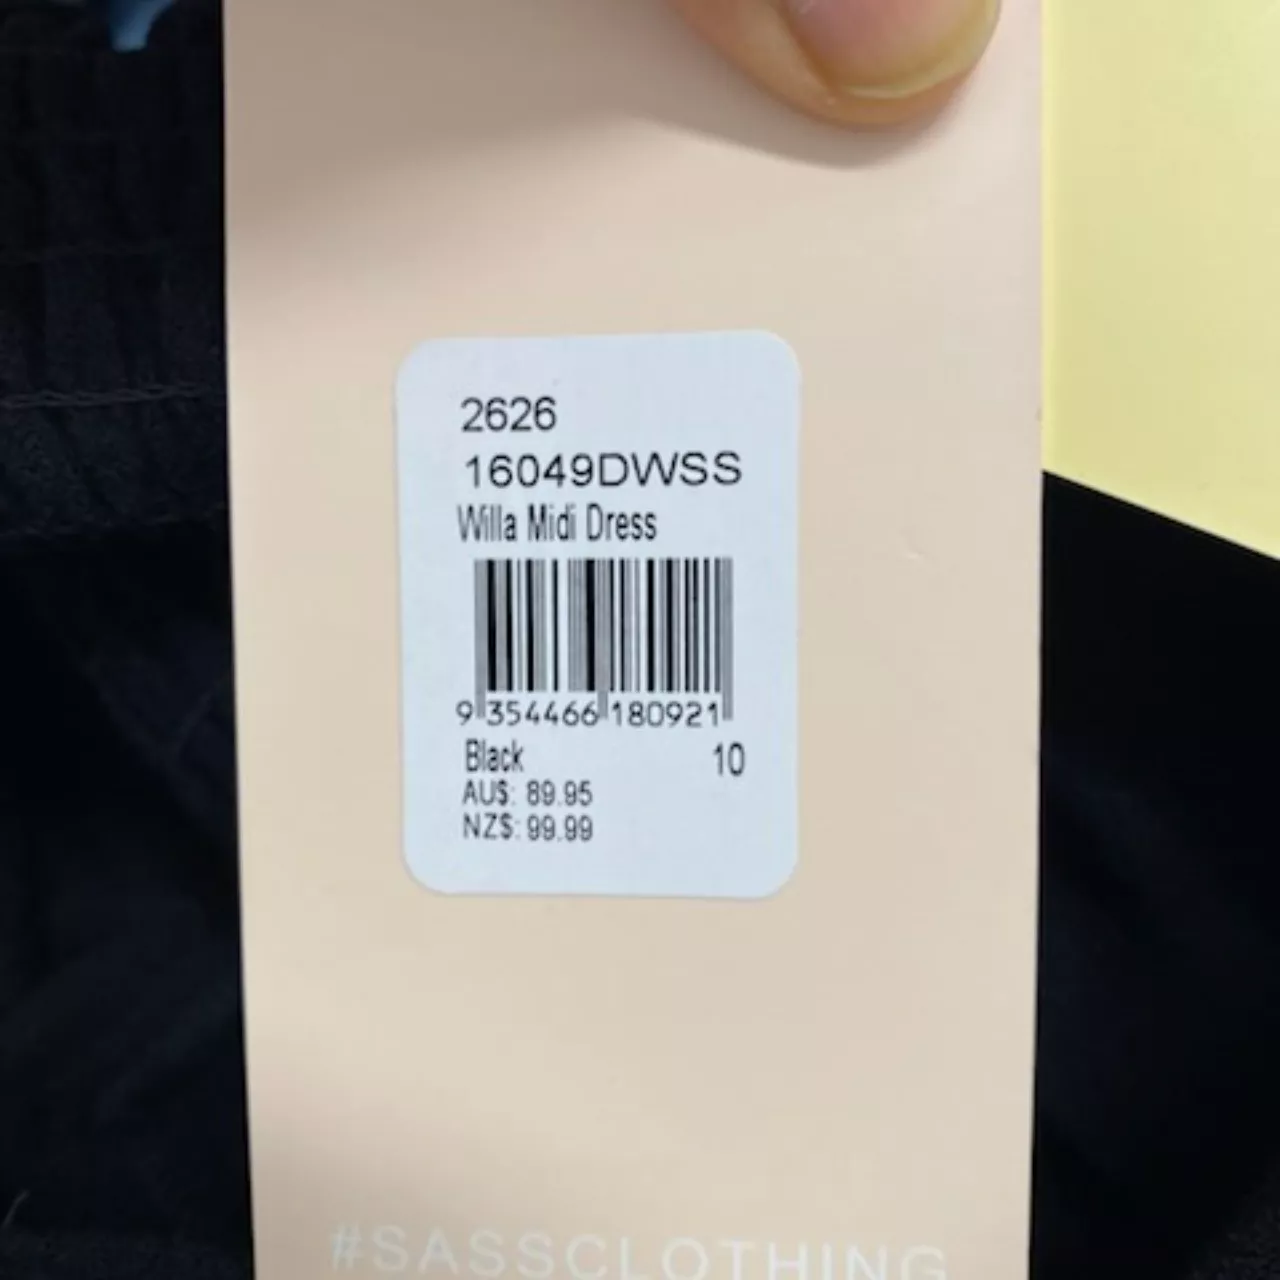 2626
16049DWSS
Willa Midi Dress
9 354466 180921
Black 10
AU$: 89.95
NZ$: 99.99
#SASSCLOTHING